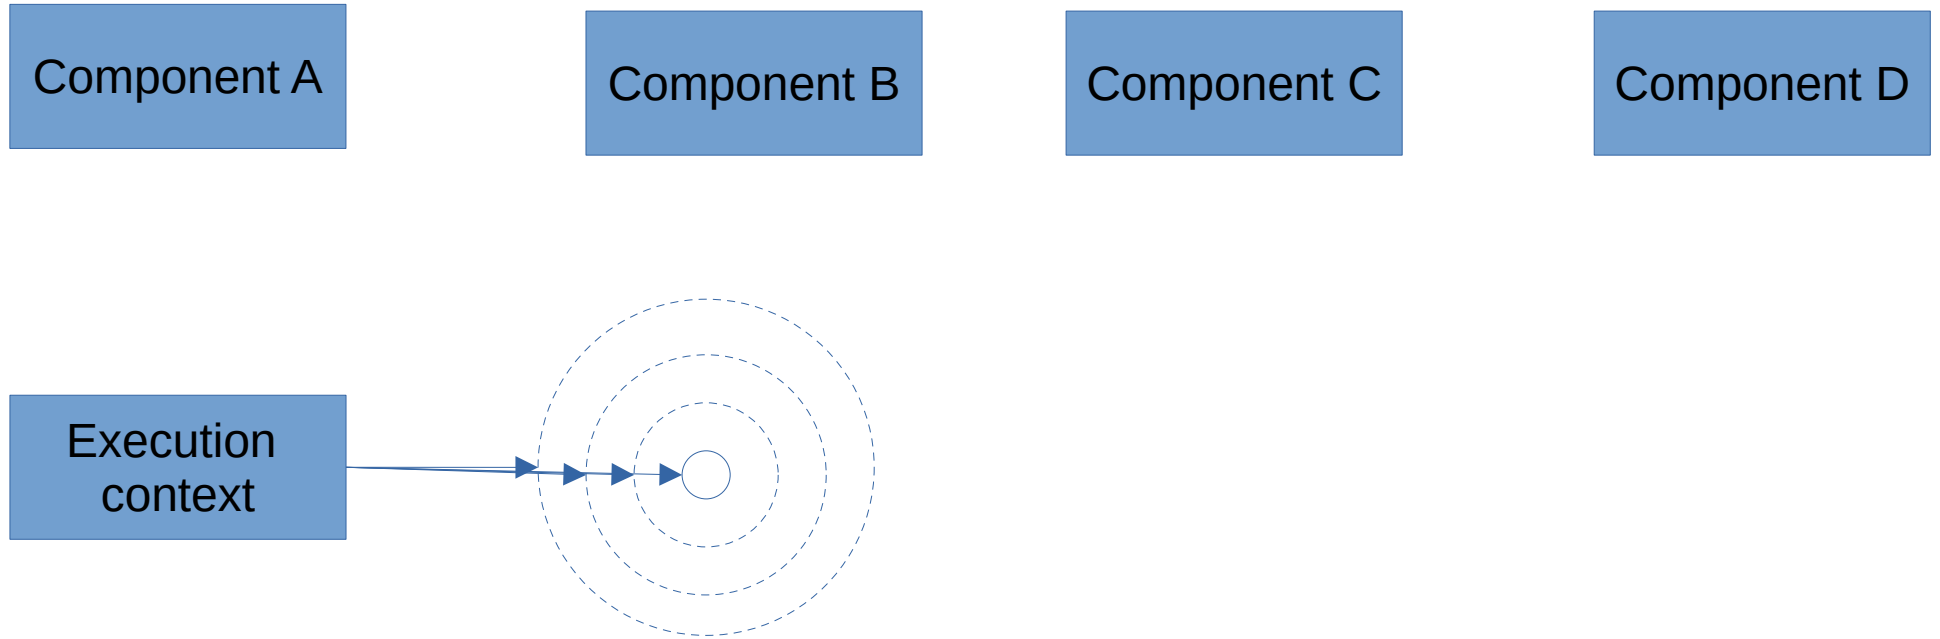 Component A
Component B
Component C
Component D
Execution
context